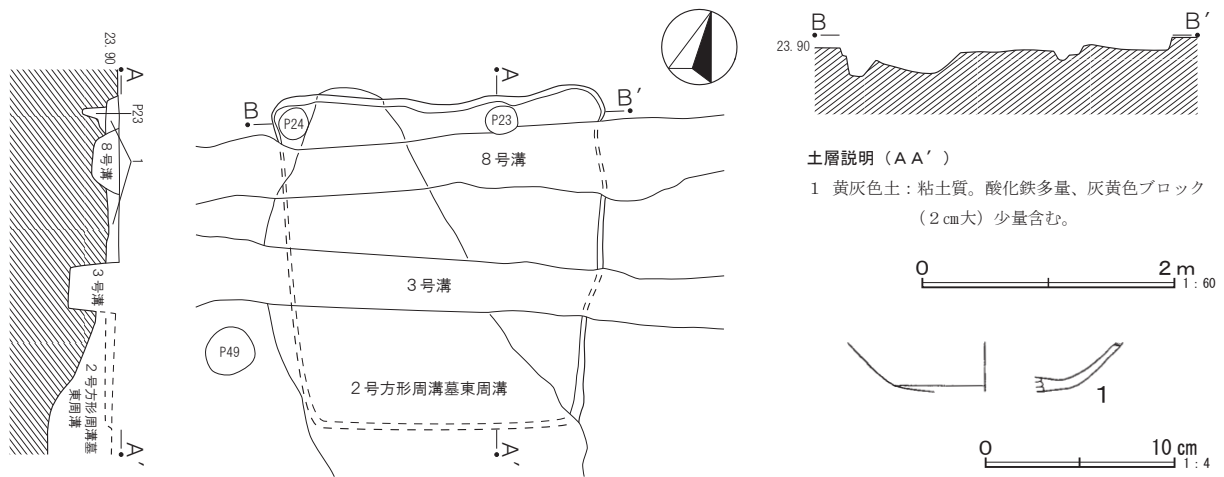 23.90
A
P23
1
8号溝
3号溝
2号方形周溝墓
東周溝
A′
A
B
B′
P24
P23
8号溝
3号溝
P49
2号方形周溝墓東周溝
A′
B
B′
23.90
土層説明（AA′）
1 黄灰色土：粘土質。酸化鉄多量、灰黄色ブロック
（2㎝大）少量含む。
0 2m
1:60
1
0 10cm
1:4